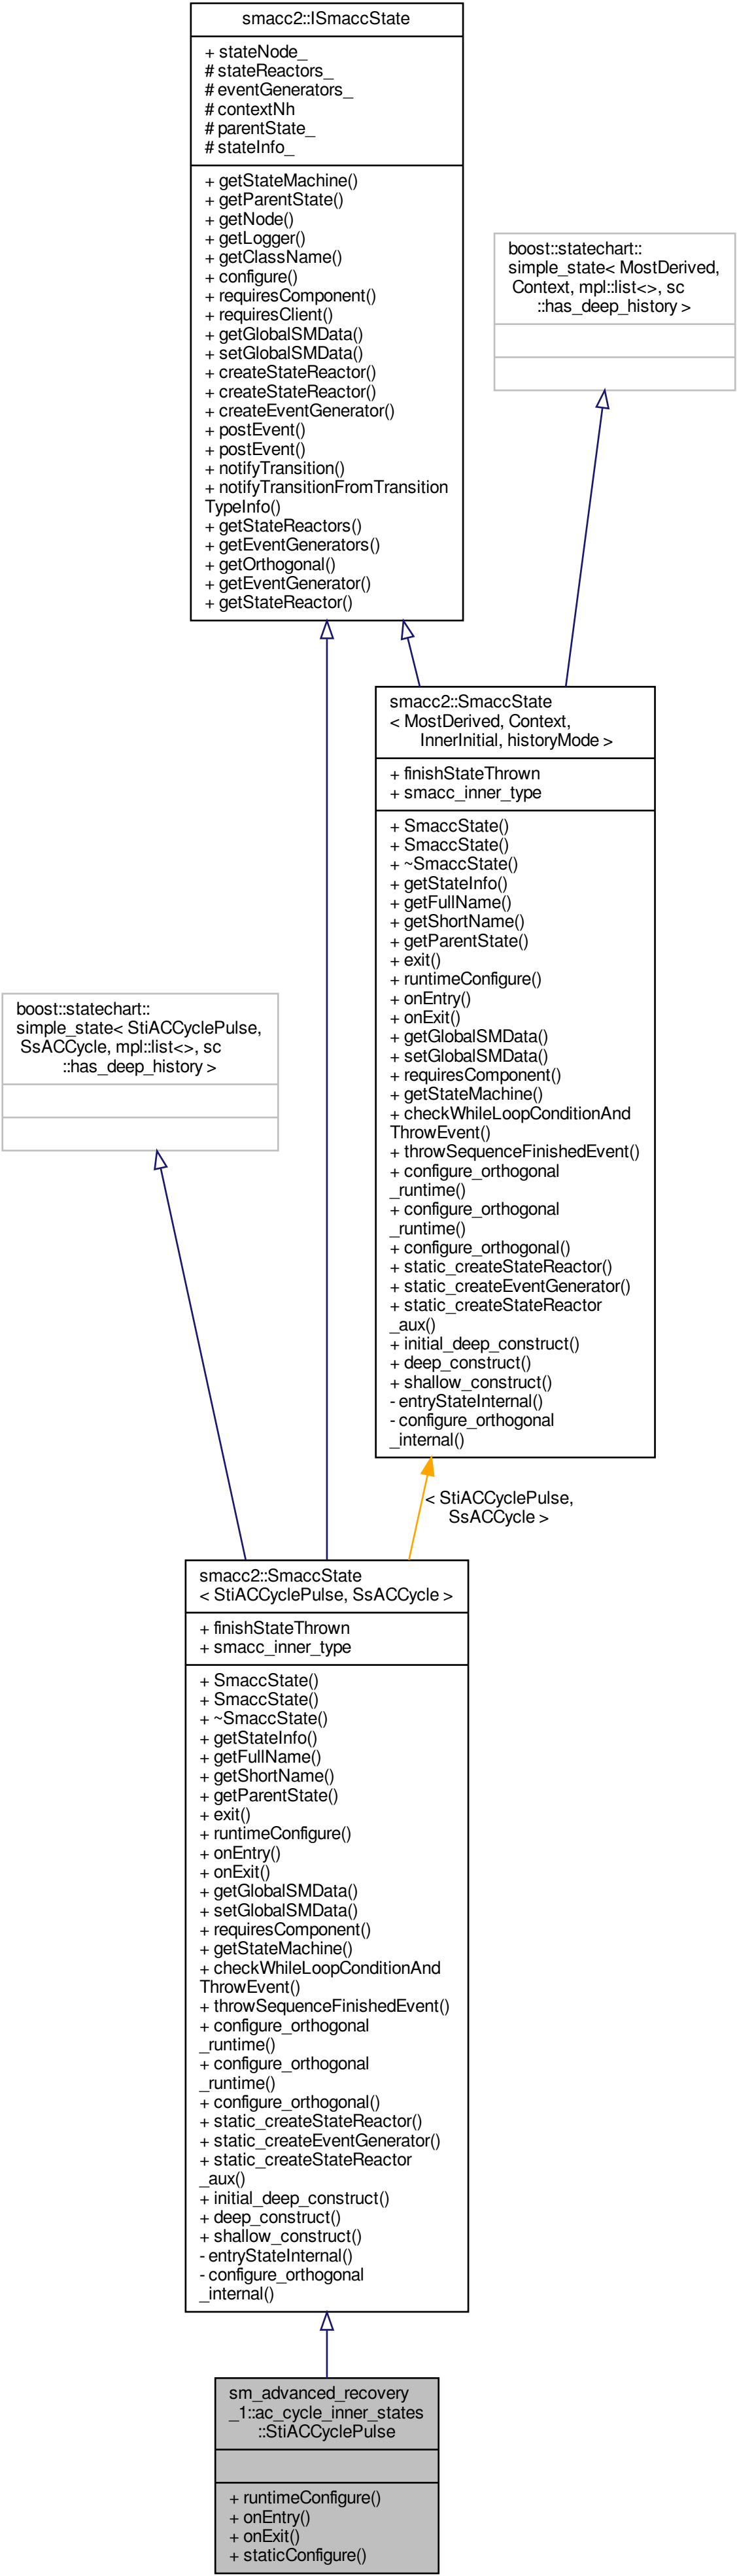 smacc2::ISmaccState
+ stateNode_
# stateReactors_
# eventGenerators_
# contextNh
# parentState_
# stateInfo_
+ getStateMachine()
+ getParentState()
+ getNode()
+ getLogger()
+ getClassName()
+ configure()
+ requiresComponent()
+ requiresClient()
+ getGlobalSMData()
+ setGlobalSMData()
+ createStateReactor()
+ createStateReactor()
+ createEventGenerator()
+ postEvent()
+ postEvent()
+ notifyTransition()
+ notifyTransitionFromTransition
TypeInfo()
+ getStateReactors()
+ getEventGenerators()
+ getOrthogonal()
+ getEventGenerator()
+ getStateReactor()
boost::statechart::
simple_state< MostDerived,
Context, mpl::list<>, sc
::has_deep_history >
smacc2::SmaccState
< MostDerived, Context,
InnerInitial, historyMode >
+ finishStateThrown
+ smacc_inner_type
+ SmaccState()
+ SmaccState()
+ ~SmaccState()
+ getStateInfo()
+ getFullName()
+ getShortName()
+ getParentState()
+ exit()
+ runtimeConfigure()
+ onEntry()
+ onExit()
+ getGlobalSMData()
+ setGlobalSMData()
+ requiresComponent()
+ getStateMachine()
+ checkWhileLoopConditionAnd
ThrowEvent()
+ throwSequenceFinishedEvent()
+ configure_orthogonal
_runtime()
+ configure_orthogonal
_runtime()
+ configure_orthogonal()
+ static_createStateReactor()
+ static_createEventGenerator()
+ static_createStateReactor
_aux()
+ initial_deep_construct()
+ deep_construct()
+ shallow_construct()
- entryStateInternal()
- configure_orthogonal
_internal()
boost::statechart::
simple_state< StiACCyclePulse,
SsACCycle, mpl::list<>, sc
::has_deep_history >
< StiACCyclePulse,
SsACCycle >
smacc2::SmaccState
< StiACCyclePulse, SsACCycle >
+ finishStateThrown
+ smacc_inner_type
+ SmaccState()
+ SmaccState()
+ ~SmaccState()
+ getStateInfo()
+ getFullName()
+ getShortName()
+ getParentState()
+ exit()
+ runtimeConfigure()
+ onEntry()
+ onExit()
+ getGlobalSMData()
+ setGlobalSMData()
+ requiresComponent()
+ getStateMachine()
+ checkWhileLoopConditionAnd
ThrowEvent()
+ throwSequenceFinishedEvent()
+ configure_orthogonal
_runtime()
+ configure_orthogonal
_runtime()
+ configure_orthogonal()
+ static_createStateReactor()
+ static_createEventGenerator()
+ static_createStateReactor
_aux()
+ initial_deep_construct()
+ deep_construct()
+ shallow_construct()
- entryStateInternal()
- configure_orthogonal
_internal()
sm_advanced_recovery
_1::ac_cycle_inner_states
::StiACCyclePulse
+ runtimeConfigure()
+ onEntry()
+ onExit()
+ staticConfigure()